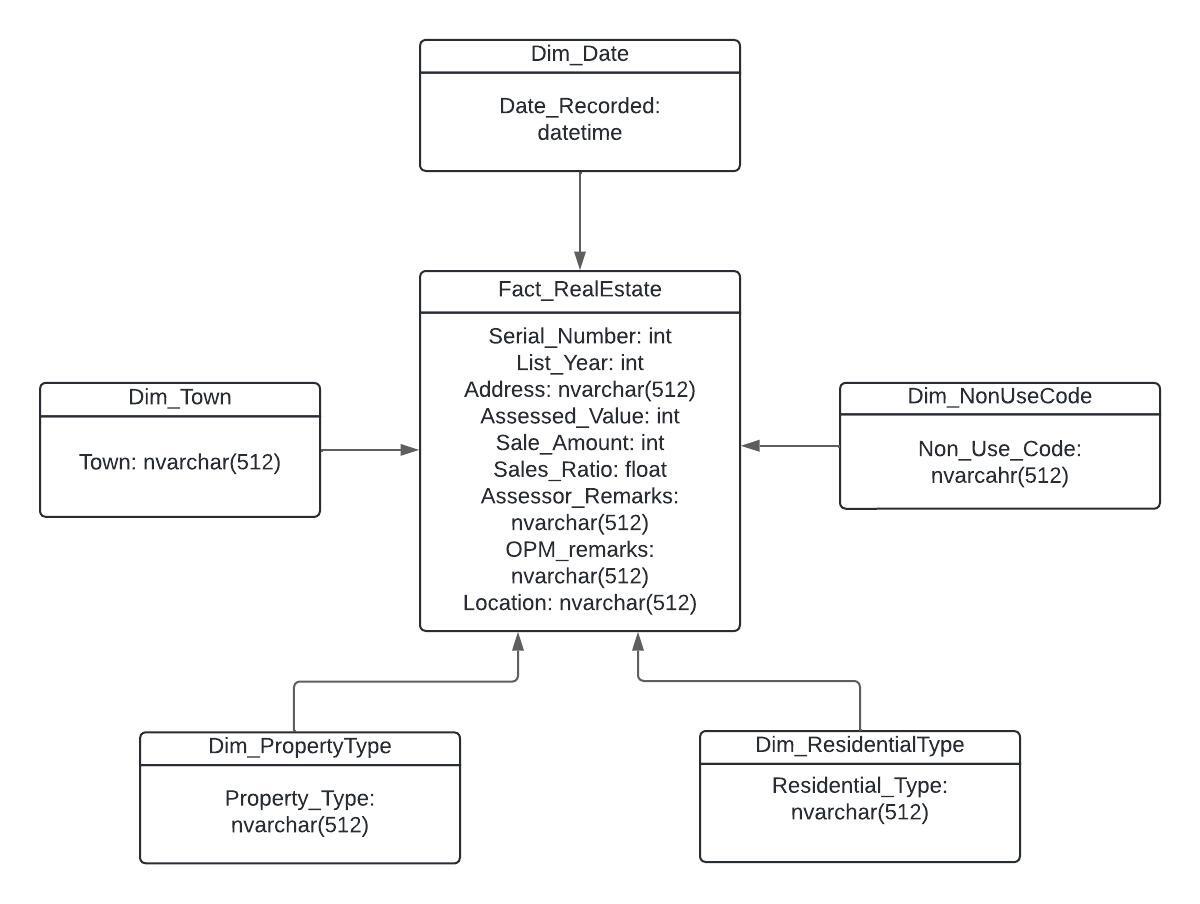 Dim_Date
Date_Recorded:
datetime
Fact_RealEstate
Serial_Number: int
List_Year: int
Address: nvarchar(512)
Assessed_Value: int
Sale_Amount: int
Sales_Ratio: float
Assessor_Remarks:
nvarchar(512)
OPM_remarks:
nvarchar(512)
Location: nvarchar(512)
Dim_Town
Town: nvarchar(512)
Dim_NonUseCode
Non_Use_Code:
nvarcahr(512)
Dim_PropertyType
Property_Type:
nvarchar(512)
Dim_ResidentialType
Residential_Type:
nvarchar(512)